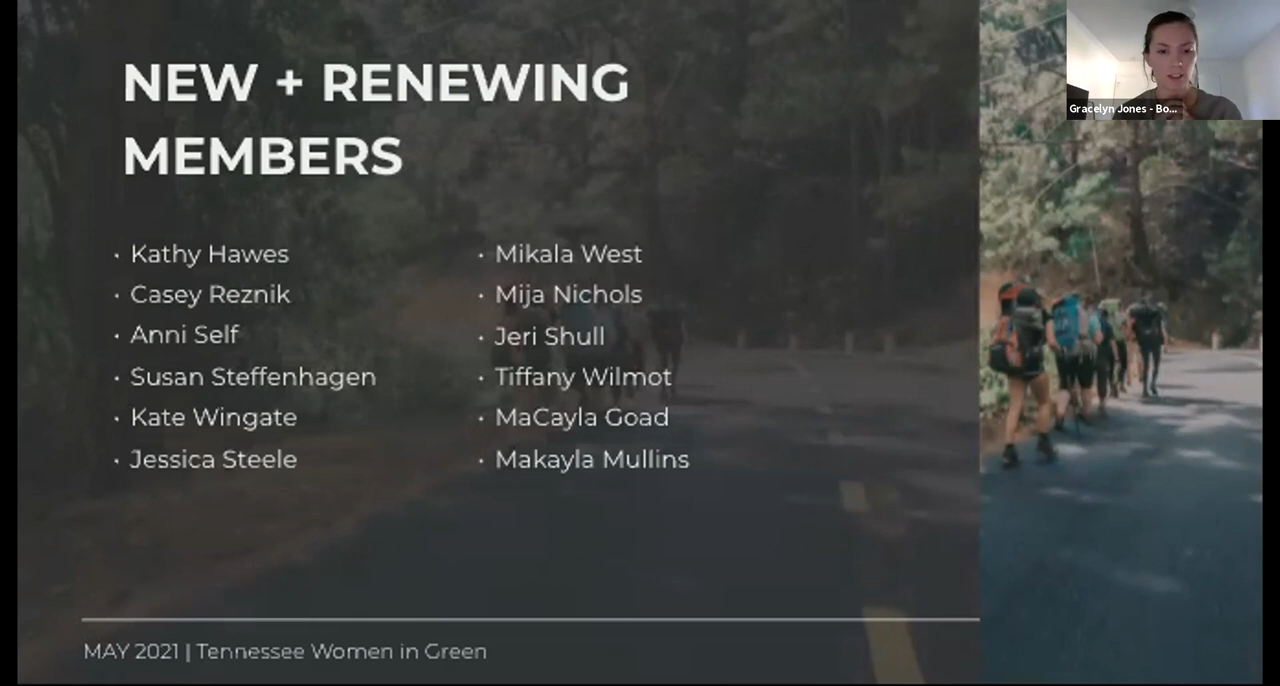 NEW + RENEWING
MEMBERS
· Kathy Hawes
· Casey Reznik
· Anni Self
· Susan Steffenhagen
· Kate Wingate
· Jessica Steele
· Mikala West
· Mija Nichols
· Jeri Shull
· Tiffany Wilmot
· MaCayla Goad
· Makayla Mullins
MAY 2021 | Tennessee Women in Green
Gracelyn Jones - Bo...